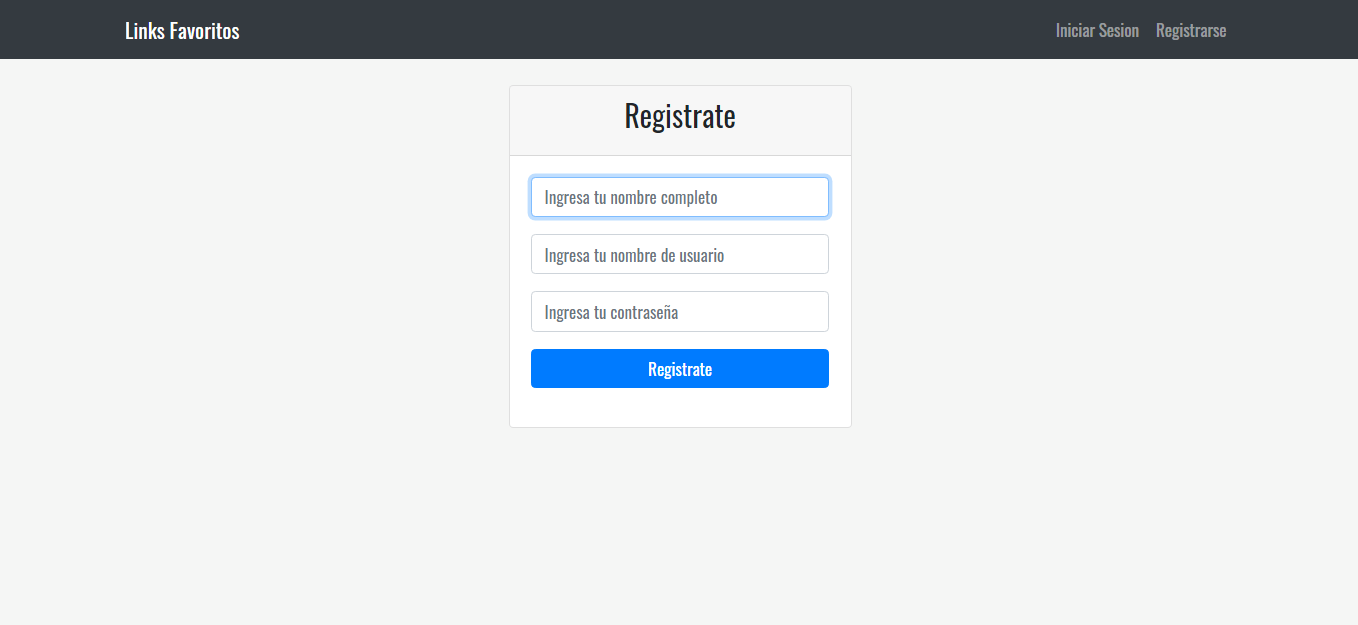 Links Favoritos
Iniciar Sesion
Registrarse
Registrate
Ingresa tu nombre completo
Ingresa tu nombre de usuario
Ingresa tu contraseña
Registrate